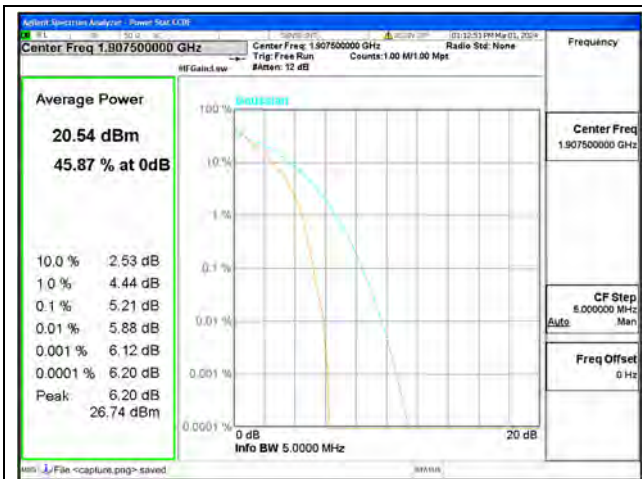 Agilent Spectrum Analyzer - Power Stat CCDF
Center Freq 1.907500000 GHz
Center Freq: 1.907500000 GHz
Trig: Free Run
Counts:1.00 M/1.00 Mpt
#IFGain:Low
#Atten: 12 dB
01:12:51 PM Mar 01, 2024
Radio Std: None
Frequency
Average Power
20.54 dBm
45.87 % at 0dB
10.0 % 2.53 dB
1.0 % 4.44 dB
0.1 % 5.21 dB
0.01 % 5.88 dB
0.001 % 6.12 dB
0.0001 % 6.20 dB
Peak 6.20 dB
26.74 dBm
Gaussian
100 %
10 %
1 %
0.1 %
0.01 %
0.001 %
0.0001 %
0 dB
20 dB
Info BW 5.0000 MHz
Center Freq
1.907500000 GHz
CF Step
5.000000 MHz
Auto Man
Freq Offset
0 Hz
MSG File <capture.png> saved
STATUS